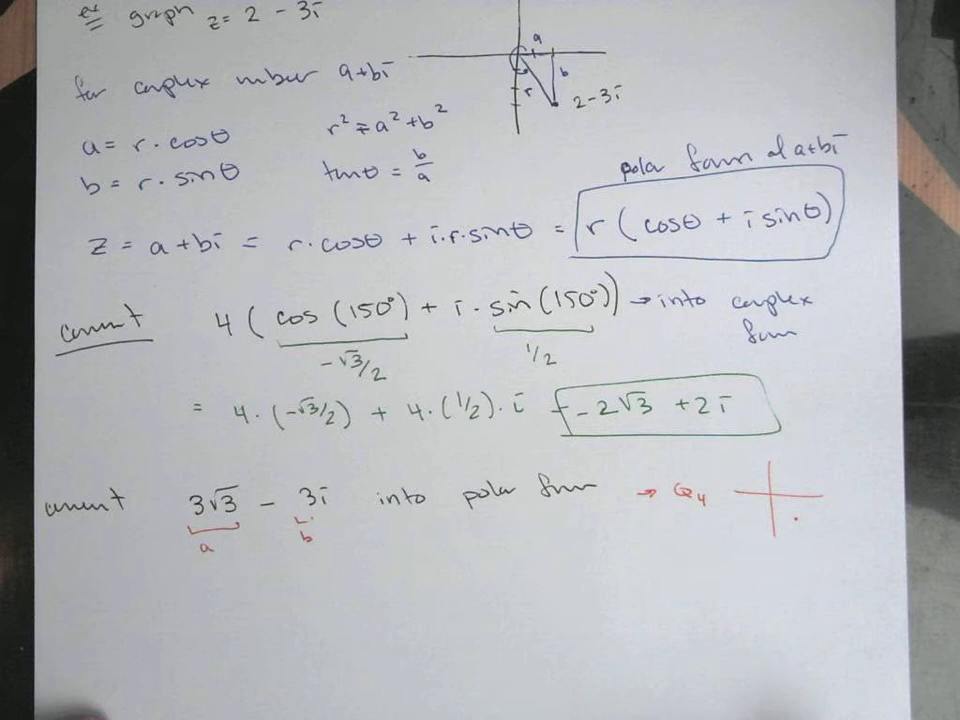 ex graph z = 2 - 3i
a
b
r
2-3i
for complex number a+bi
a = r · cosθ r² = a² + b²
b = r · sinθ tanθ = b/a
polar form of a+bi
z = a + bi = r·cosθ + i·r·sinθ = r (cosθ + i sinθ)
convert 4 ( cos (150°) + i · sin (150°)) → into complex
form
-√3/2 1/2
= 4 · (-√3/2) + 4 · (1/2) · i = -2√3 + 2i
convert 3√3 - 3i into polar form → Q4
a b